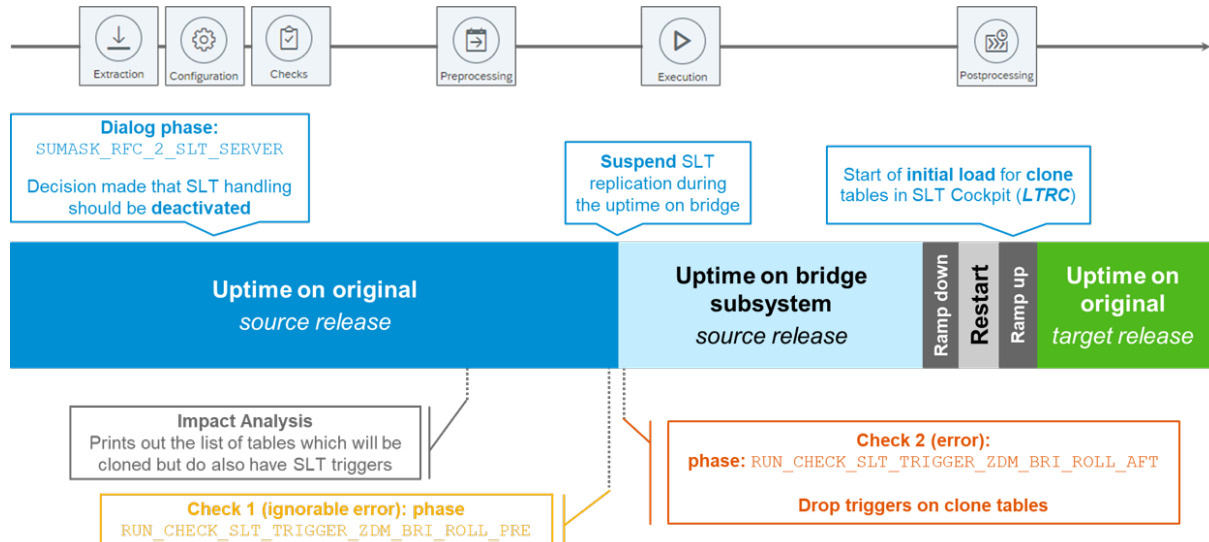 Extraction
Configuration
Checks
Preprocessing
Execution
Postprocessing
Dialog phase:
SUMASK_RFC_2_SLT_SERVER
Decision made that SLT handling
should be deactivated
Suspend SLT
replication during
the uptime on bridge
Start of initial load for clone
tables in SLT Cockpit (LTRC)
Uptime on original
source release
Uptime on bridge
subsystem
source release
Ramp down
Restart
Ramp up
Uptime on
original
target release
Impact Analysis
Prints out the list of tables which will be
cloned but do also have SLT triggers
Check 1 (ignorable error): phase
RUN_CHECK_SLT_TRIGGER_ZDM_BRI_ROLL_PRE
Check 2 (error):
phase: RUN_CHECK_SLT_TRIGGER_ZDM_BRI_ROLL_AFT
Drop triggers on clone tables